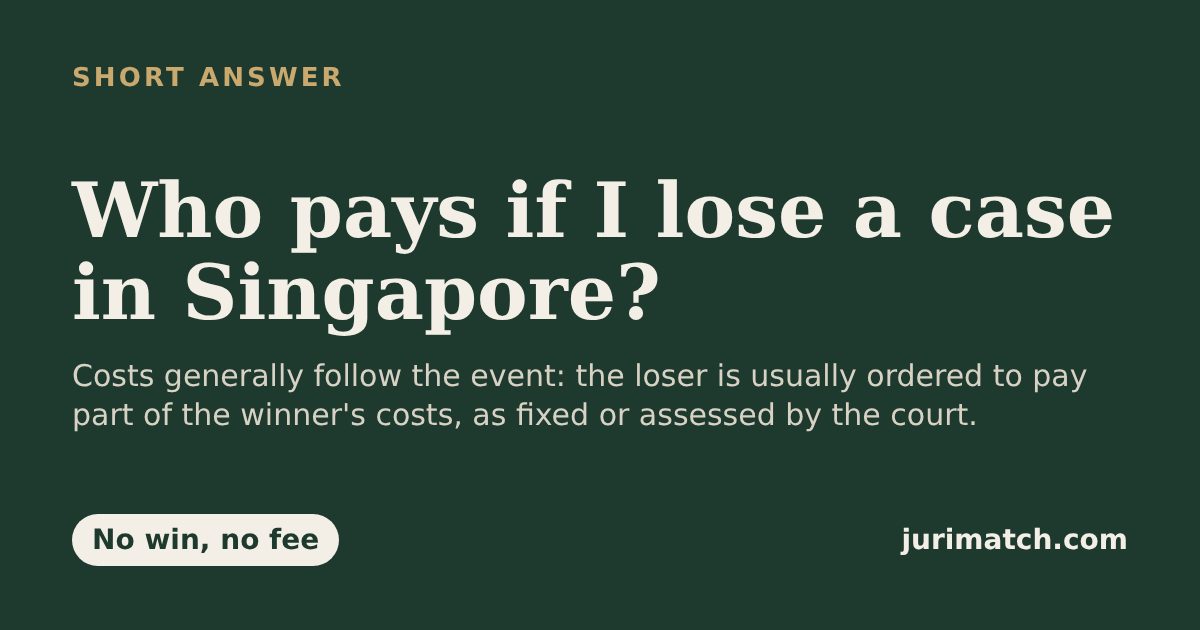 SHORT ANSWER
Who pays if I lose a case
in Singapore?
Costs generally follow the event: the loser is usually ordered to pay
part of the winner's costs, as fixed or assessed by the court.
No win, no fee
jurimatch.com